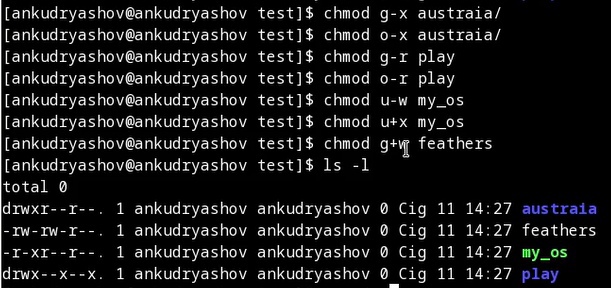 [ankudryashov@ankudryashov test]$ chmod g-x austraia/
[ankudryashov@ankudryashov test]$ chmod o-x austraia/
[ankudryashov@ankudryashov test]$ chmod g-r play
[ankudryashov@ankudryashov test]$ chmod o-r play
[ankudryashov@ankudryashov test]$ chmod u-w my_os
[ankudryashov@ankudryashov test]$ chmod u+x my_os
[ankudryashov@ankudryashov test]$ chmod g+w feathers
[ankudryashov@ankudryashov test]$ ls -l
total 0
drwxr--r--. 1 ankudryashov ankudryashov 0 Cig 11 14:27 austraia
-rw-rw-r--. 1 ankudryashov ankudryashov 0 Cig 11 14:27 feathers
-r-xr--r--. 1 ankudryashov ankudryashov 0 Cig 11 14:27 my_os
drwx--x--x. 1 ankudryashov ankudryashov 0 Cig 11 14:27 play